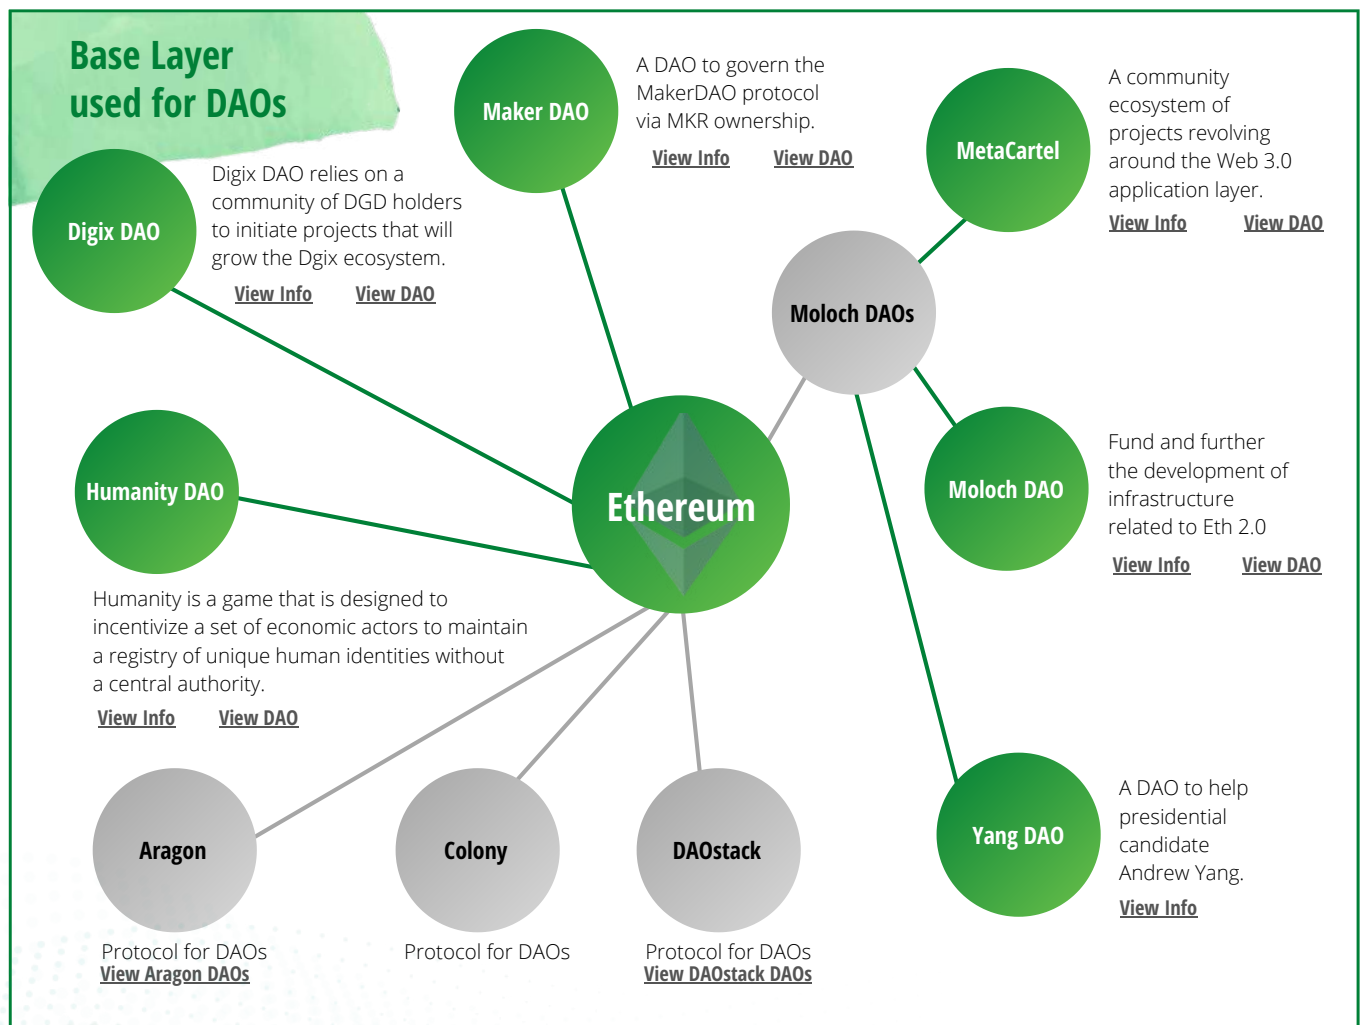 Base Layer
used for DAOs
Maker DAO
A DAO to govern the
MakerDAO protocol
via MKR ownership.
View Info View DAO
MetaCartel
A community
ecosystem of
projects revolving
around the Web 3.0
application layer.
View Info View DAO
Digix DAO
Digix DAO relies on a
community of DGD holders
to initiate projects that will
grow the Dgix ecosystem.
View Info View DAO
Moloch DAOs
Humanity DAO
Humanity is a game that is designed to
incentivize a set of economic actors to maintain
a registry of unique human identities without
a central authority.
View Info View DAO
Ethereum
Moloch DAO
Fund and further
the development of
infrastructure
related to Eth 2.0
View Info View DAO
Yang DAO
A DAO to help
presidential
candidate
Andrew Yang.
View Info
Aragon
Protocol for DAOs
View Aragon DAOs
Colony
Protocol for DAOs
DAOstack
Protocol for DAOs
View DAOstack DAOs